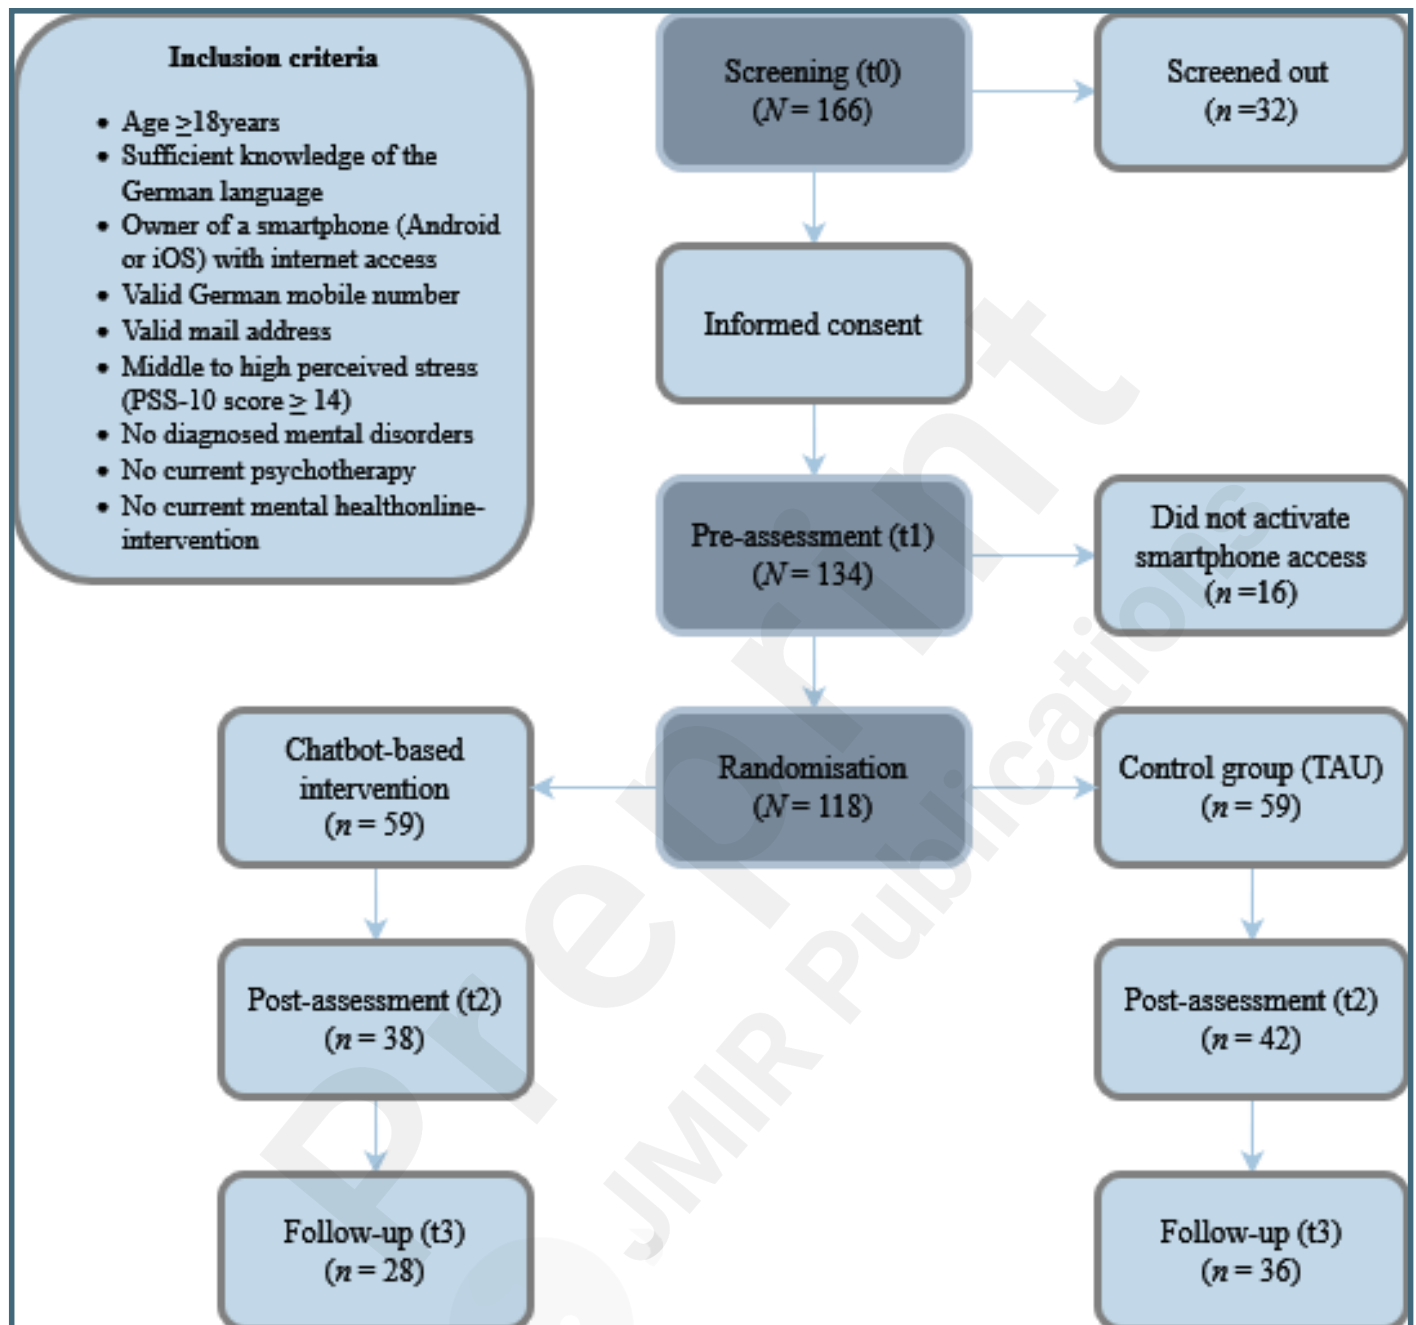 Inclusion criteria
• Age ≥18years
• Sufficient knowledge of the
German language
• Owner of a smartphone (Android
or iOS) with internet access
• Valid German mobile number
• Valid mail address
• Middle to high perceived stress
(PSS-10 score ≥ 14)
• No diagnosed mental disorders
• No current psychotherapy
• No current mental healthonline-
intervention
Screening (t0)
(N = 166)
Screened out
(n =32)
Informed consent
Pre-assessment (t1)
(N = 134)
Did not activate
smartphone access
(n =16)
Chatbot-based
intervention
(n = 59)
Randomisation
(N = 118)
Control group (TAU)
(n = 59)
Post-assessment (t2)
(n = 38)
Post-assessment (t2)
(n = 42)
Follow-up (t3)
(n = 28)
Follow-up (t3)
(n = 36)
Preprint
JMIR Publications